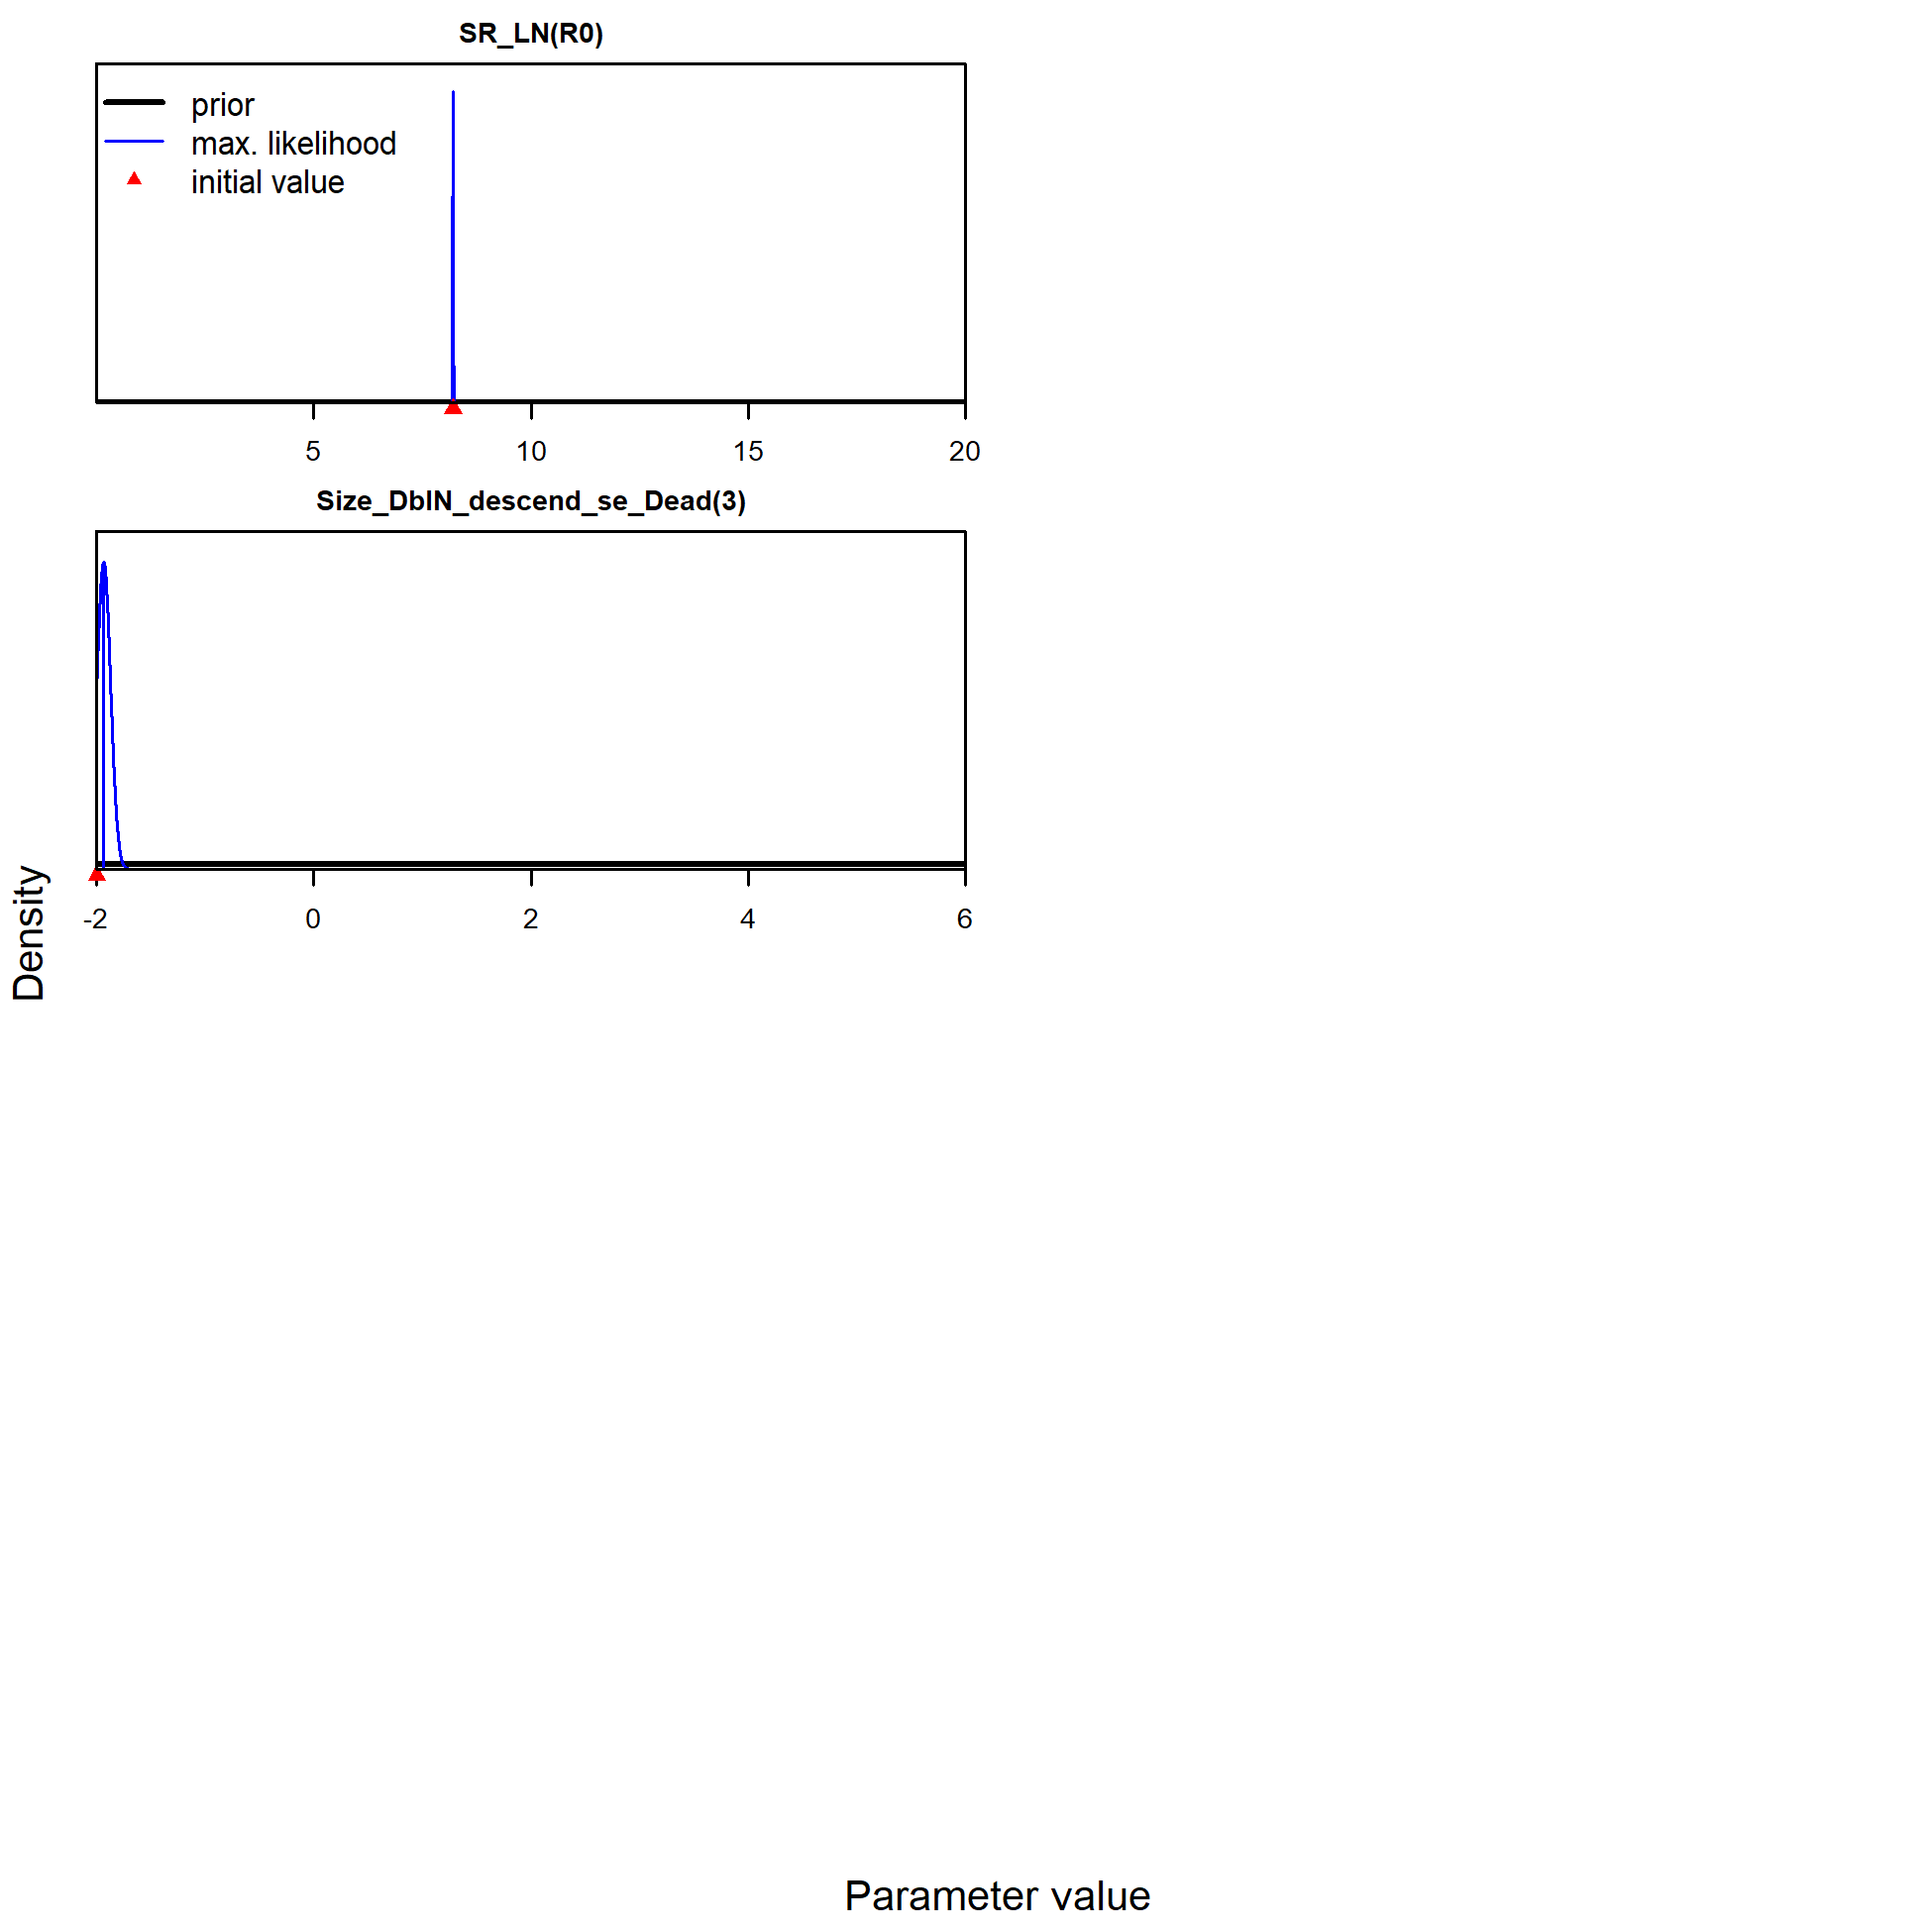 SR_LN(R0)
prior
max. likelihood
initial value
5 10 15 20
Size_DblN_descend_se_Dead(3)
-2 0 2 4 6
Density
Parameter value